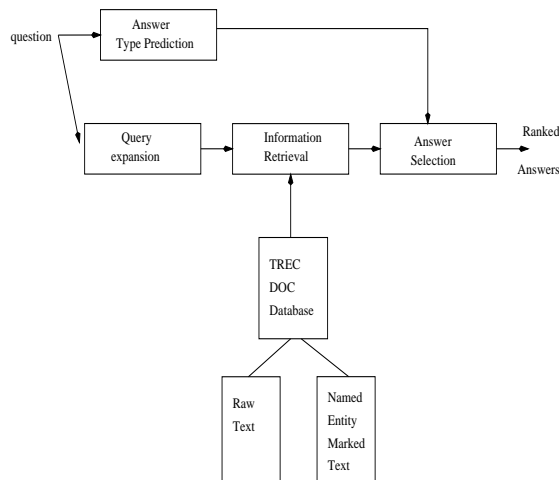 question
Answer
Type Prediction
Query
expansion
Information
Retrieval
Answer
Selection
Ranked
Answers
TREC
DOC
Database
Raw
Text
Named
Entity
Marked
Text